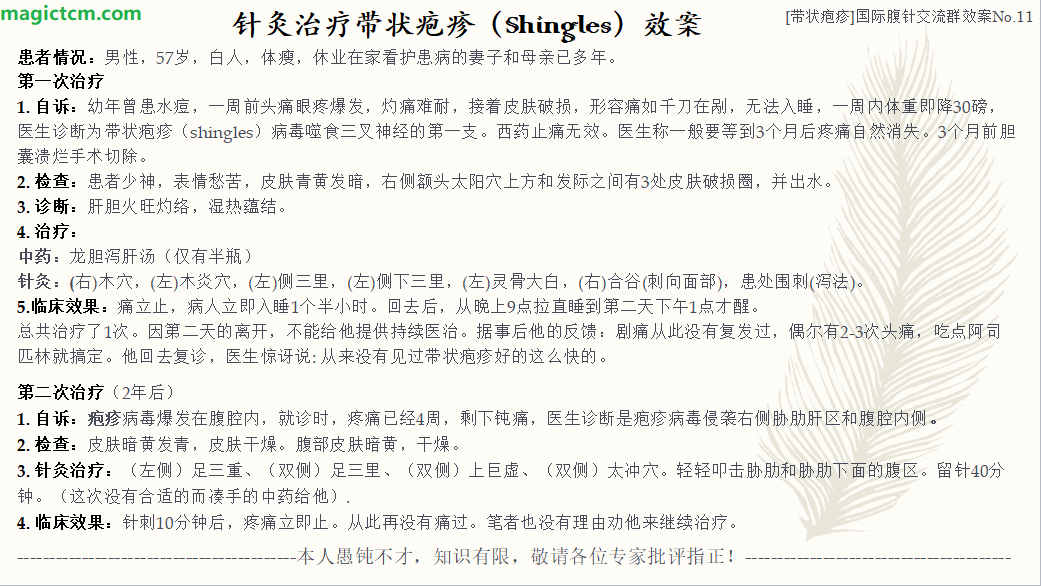 magictcm.com
针灸治疗带状疱疹（Shingles）效案
[带状疱疹]国际腹针交流群效案No.11
患者情况：男性，57岁，白人，体瘦，休业在家看护患病的妻子和母亲已多年。
第一次治疗
1. 自诉：幼年曾患水痘，一周前头痛眼疼爆发，灼痛难耐，接着皮肤破损，形容痛如千刀在剐，无法入睡，一周内体重即降30磅，
医生诊断为带状疱疹（shingles）病毒噬食三叉神经的第一支。西药止痛无效。医生称一般要等到3个月后疼痛自然消失。3个月前胆
囊溃烂手术切除。
2. 检查：患者少神，表情愁苦，皮肤青黄发暗，右侧额头太阳穴上方和发际之间有3处皮肤破损圈，并出水。
3. 诊断：肝胆火旺灼络，湿热蕴结。
4. 治疗：
中药：龙胆泻肝汤（仅有半瓶）
针灸：(右)木穴，(左)木炎穴，(左)侧三里，(左)侧下三里，(左)灵骨大白，(右)合谷(刺向面部)，患处围刺(泻法)。
5.临床效果：痛立止，病人立即入睡1个半小时。回去后，从晚上9点拉直睡到第二天下午1点才醒。
总共治疗了1次。因第二天的离开，不能给他提供持续医治。据事后他的反馈：剧痛从此没有复发过，偶尔有2-3次头痛，吃点阿司
匹林就搞定。他回去复诊，医生惊讶说: 从来没有见过带状疱疹好的这么快的。
第二次治疗（2年后）
1. 自诉：疱疹病毒爆发在腹腔内，就诊时，疼痛已经4周，剩下钝痛，医生诊断是疱疹病毒侵袭右侧胁肋肝区和腹腔内侧。
2. 检查：皮肤暗黄发青，皮肤干燥。腹部皮肤暗黄，干燥。
3. 针灸治疗：（左侧）足三重、（双侧）足三里、（双侧）上巨虚、（双侧）太冲穴。轻轻叩击胁肋和胁肋下面的腹区。留针40分
钟。（这次没有合适的而凑手的中药给他）.
4. 临床效果：针刺10分钟后，疼痛立即止。从此再没有痛过。笔者也没有理由劝他来继续治疗。
-------------------------------------------本人愚钝不才，知识有限，敬请各位专家批评指正！-----------------------------------------